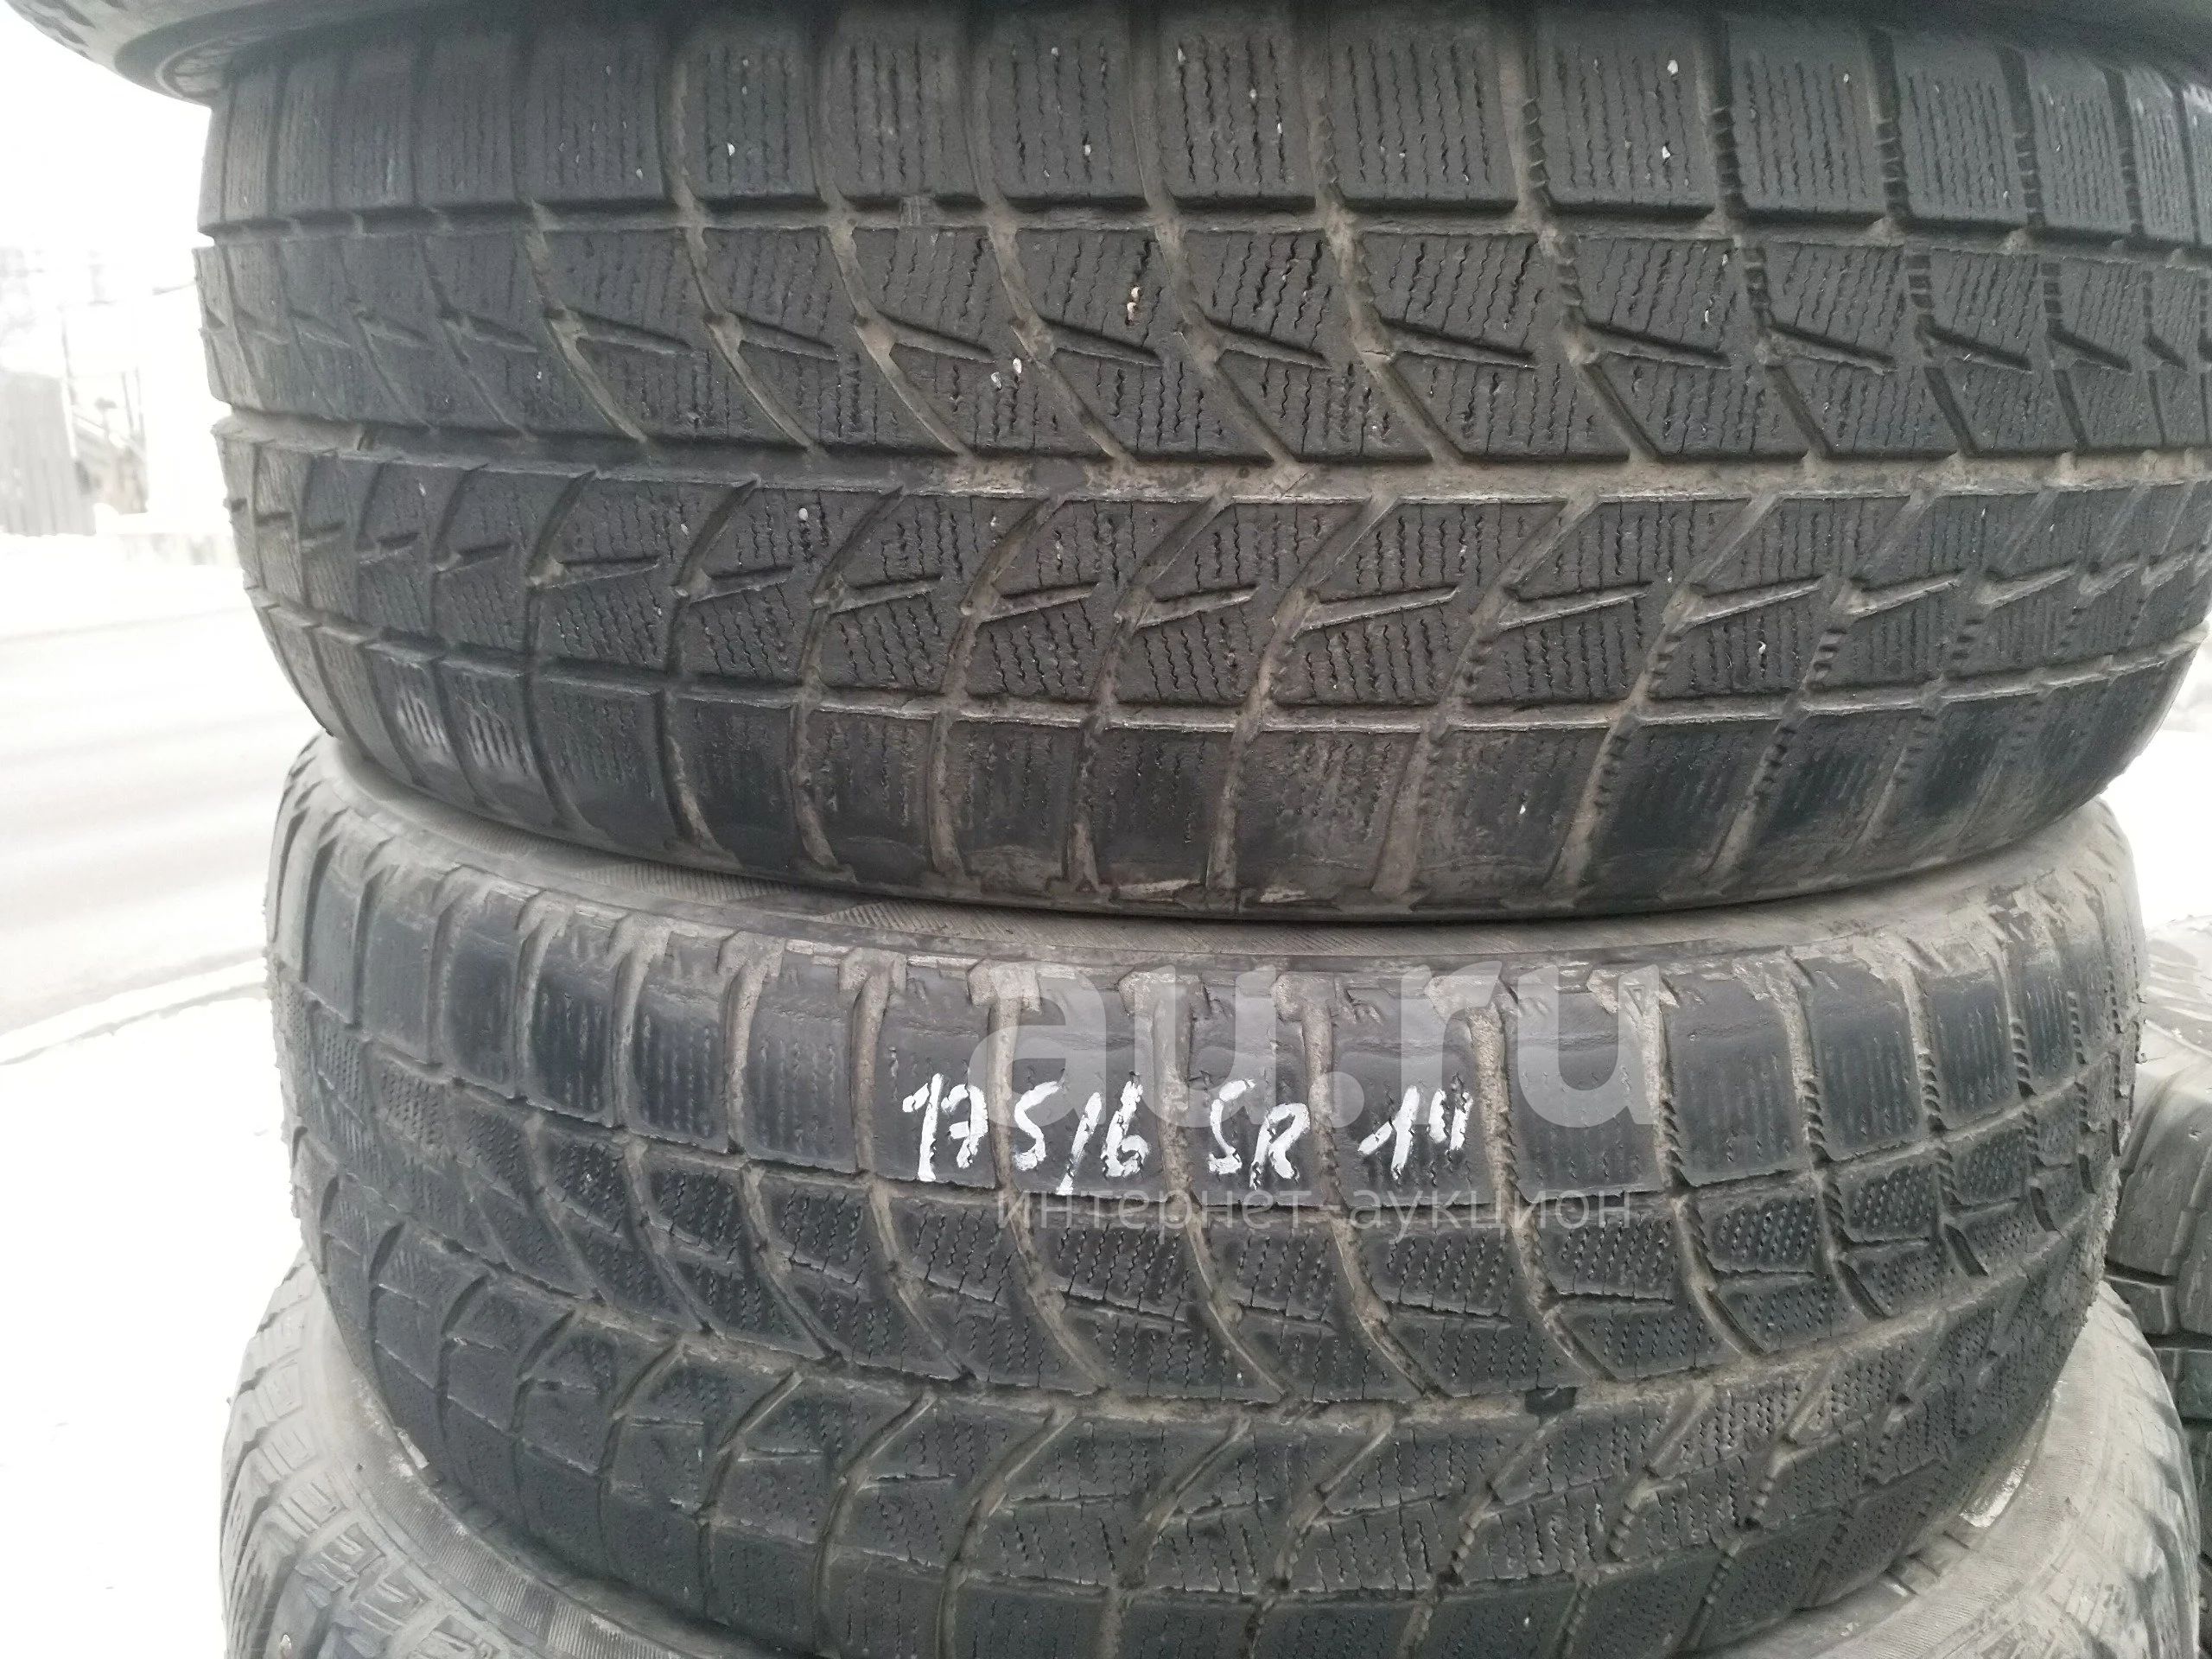 au.ru
175/65R 14
интернет-аукцион